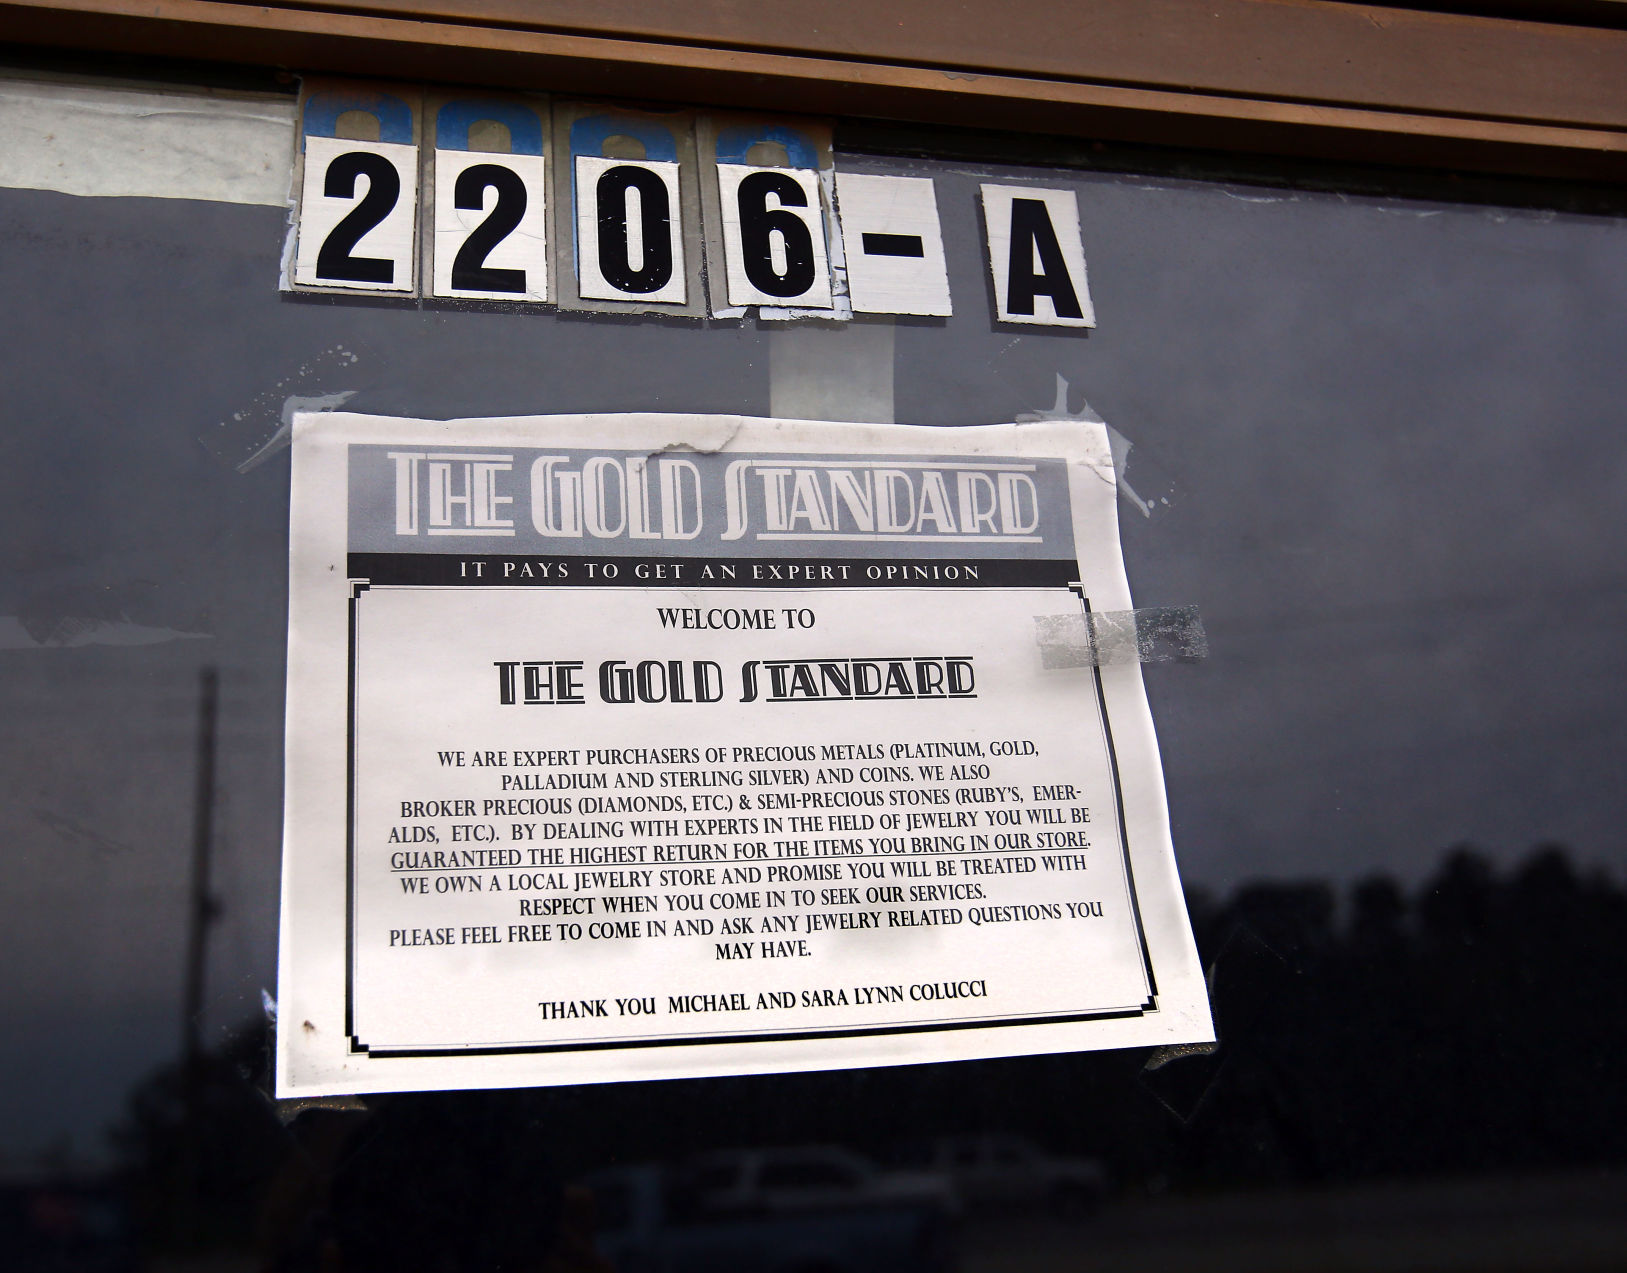 2206-A
THE GOLD STANDARD
IT PAYS TO GET AN EXPERT OPINION
WELCOME TO
THE GOLD STANDARD
WE ARE EXPERT PURCHASERS OF PRECIOUS METALS (PLATINUM, GOLD,
PALLADIUM AND STERLING SILVER) AND COINS. WE ALSO
BROKER PRECIOUS (DIAMONDS, ETC.) & SEMI-PRECIOUS STONES (RUBY'S, EMER-
ALDS, ETC.). BY DEALING WITH EXPERTS IN THE FIELD OF JEWELRY YOU WILL BE
GUARANTEED THE HIGHEST RETURN FOR THE ITEMS YOU BRING IN OUR STORE.
WE OWN A LOCAL JEWELRY STORE AND PROMISE YOU WILL BE TREATED WITH
RESPECT WHEN YOU COME IN TO SEEK OUR SERVICES.
PLEASE FEEL FREE TO COME IN AND ASK ANY JEWELRY RELATED QUESTIONS YOU
MAY HAVE.
THANK YOU MICHAEL AND SARA LYNN COLUCCI